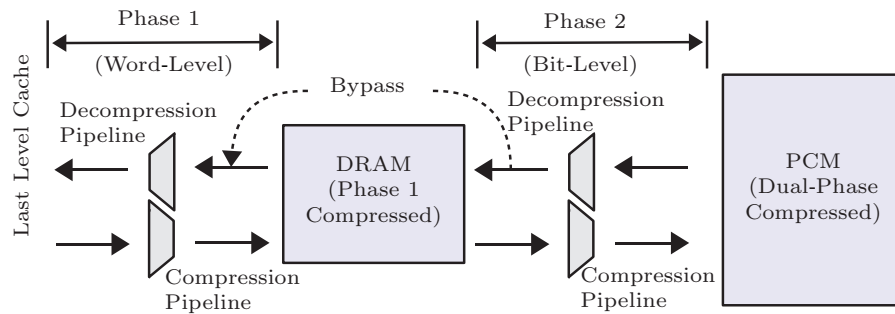 Phase 1
(Word-Level)
Phase 2
(Bit-Level)
Bypass
Last Level Cache
Decompression
Pipeline
Compression
Pipeline
DRAM
(Phase 1
Compressed)
Decompression
Pipeline
Compression
Pipeline
PCM
(Dual-Phase
Compressed)